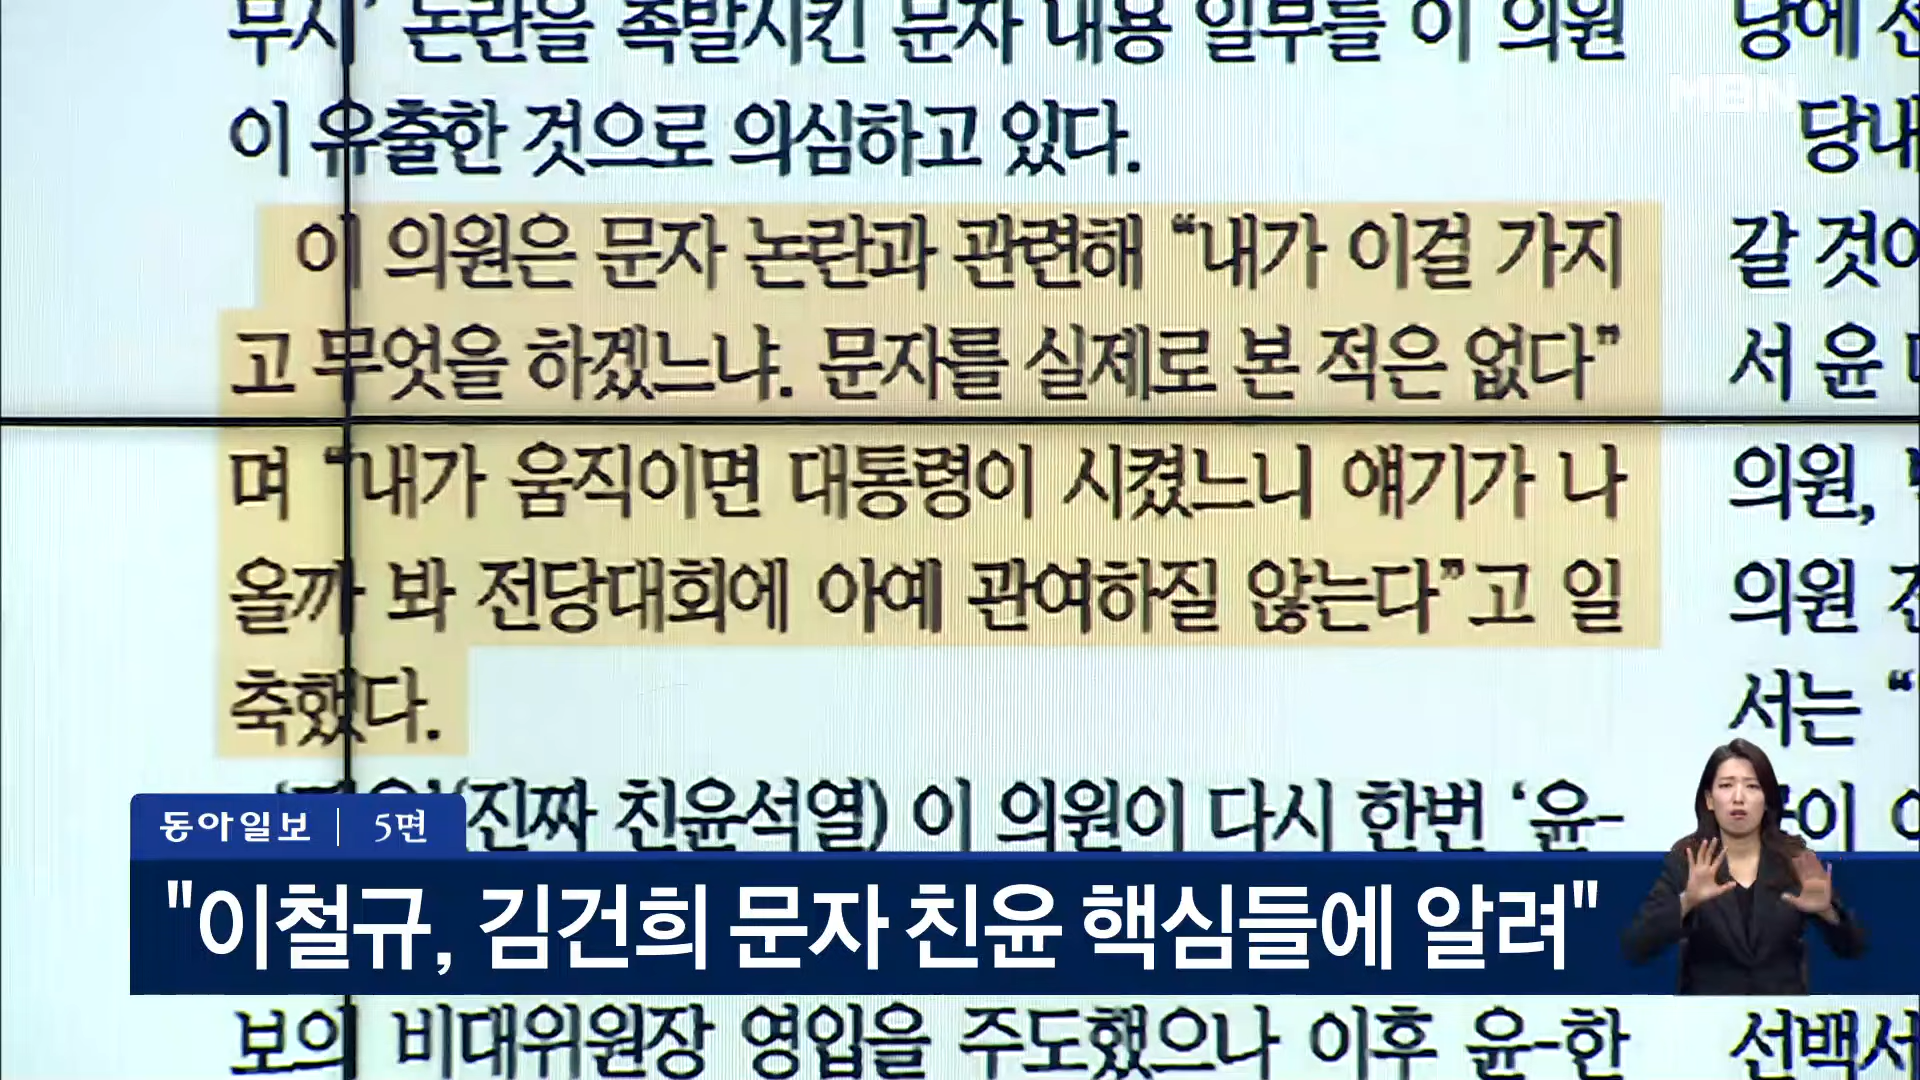 논란을 촉발시킨 문자 내용 일부를 이 의원
이 유출한 것으로 의심하고 있다.
이 의원은 문자 논란과 관련해 “내가 이걸 가지
고 무엇을 하겠느냐. 문자를 실제로 본 적은 없다”
며 “내가 움직이면 대통령이 시켰느니 얘기가 나
올까 봐 전당대회에 아예 관여하질 않는다”고 일
축했다.
(진짜 친윤석열) 이 의원이 다시 한번 ‘윤-
보의 비대위원장 영입을 주도했으나 이후 윤-한
당내
갈 것이
서 윤
의원,
의원
서는 “
선백서
MBN
동아일보 | 5면
"이철규, 김건희 문자 친윤 핵심들에 알려"